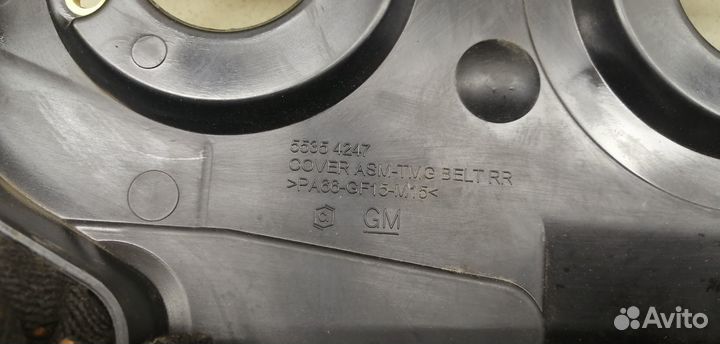 5535 4247
COVER ASM-TMG BELT RR
>PA66-GF15-M15<
GM
Avito